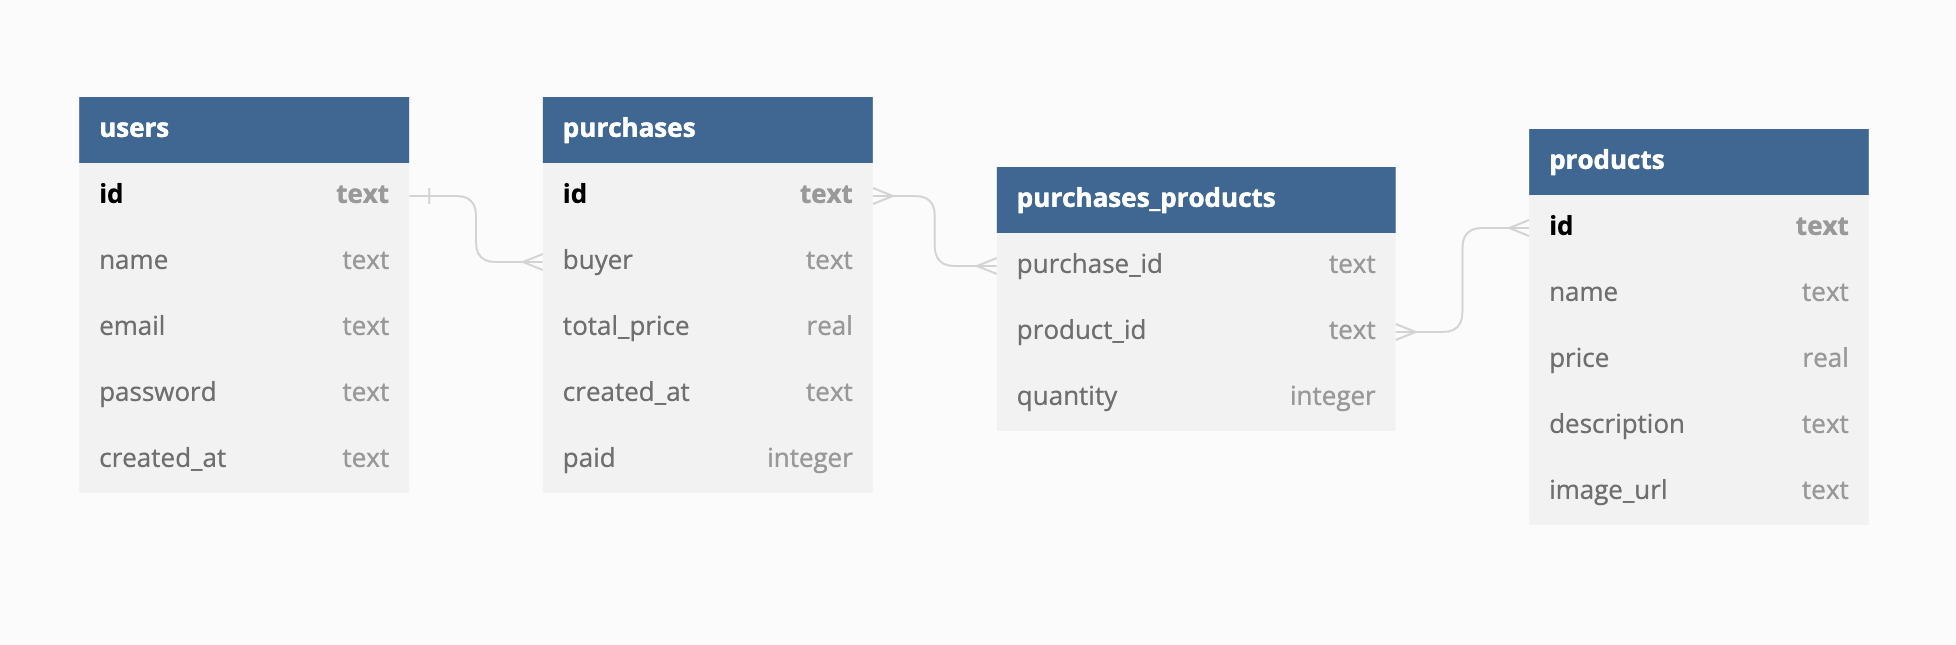 users
id text
name text
email text
password text
created_at text
purchases
id text
buyer text
total_price real
created_at text
paid integer
purchases_products
purchase_id text
product_id text
quantity integer
products
id text
name text
price real
description text
image_url text